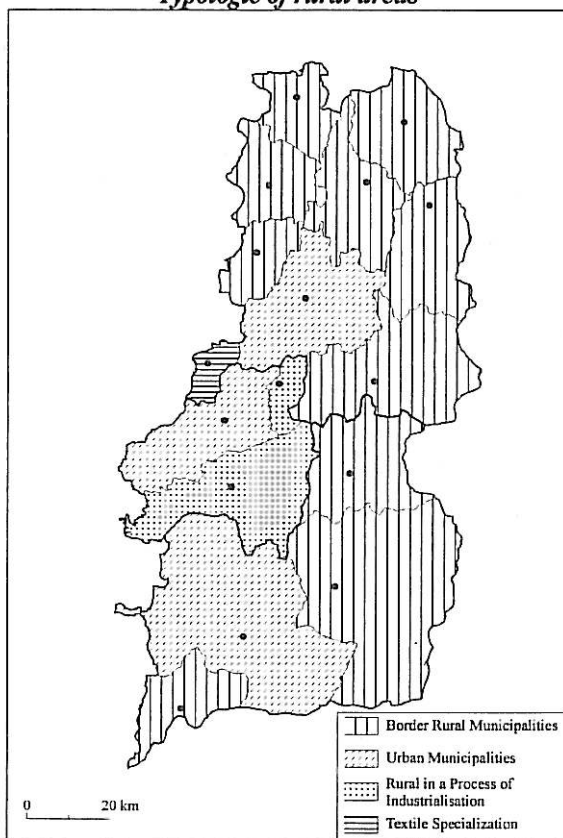 Typologie of rural areas
Border Rural Municipalities
Urban Municipalities
Rural in a Process of
Industrialisation
Textile Specialization
0 20 km